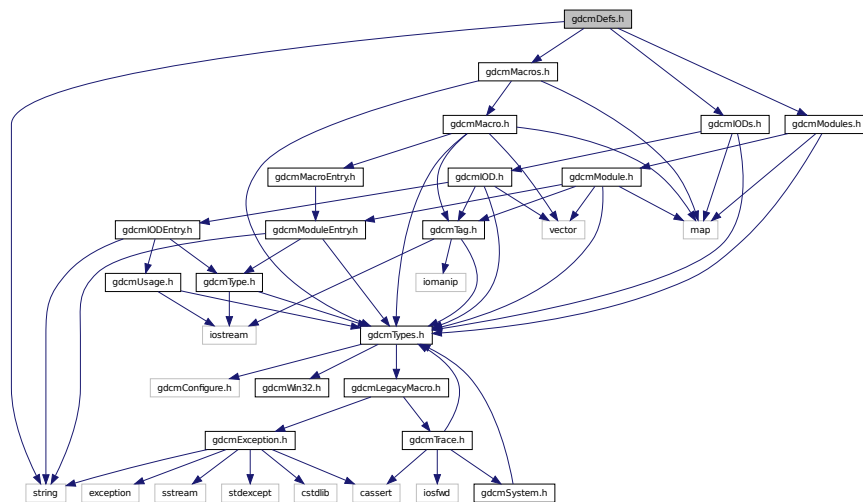 gdcmDefs.h
gdcmMacros.h
gdcmMacro.h
gdcmIODs.h
gdcmModules.h
gdcmMacroEntry.h
gdcmIOD.h
gdcmModule.h
gdcmIODEntry.h
gdcmModuleEntry.h
gdcmTag.h
vector
map
gdcmUsage.h
gdcmType.h
iomanip
iostream
gdcmTypes.h
gdcmConfigure.h
gdcmWin32.h
gdcmLegacyMacro.h
gdcmException.h
gdcmTrace.h
string
exception
sstream
stdexcept
cstdlib
cassert
iosfwd
gdcmSystem.h